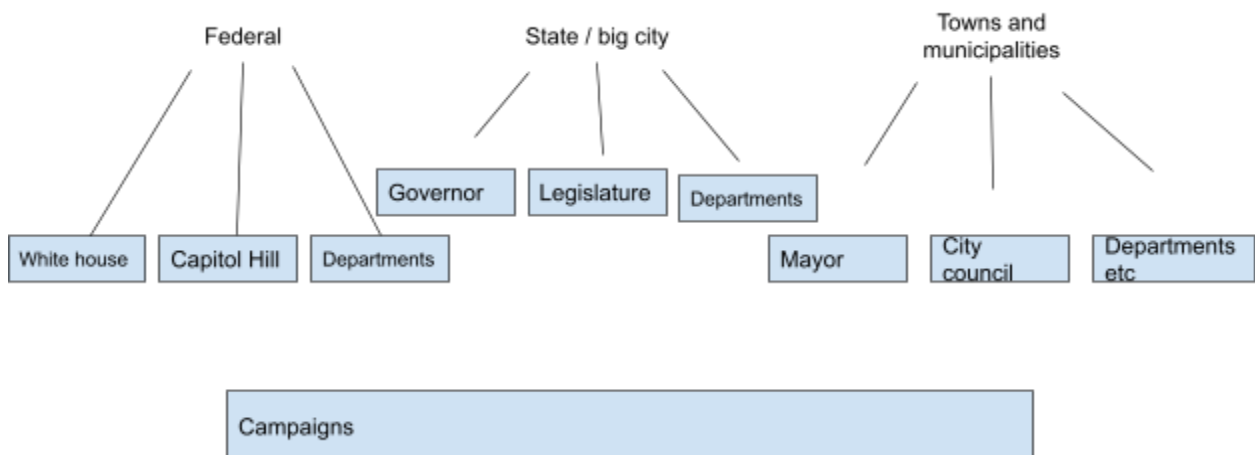 Federal
State / big city
Towns and
municipalities
Governor
Legislature
Departments
White house
Capitol Hill
Departments
Mayor
City
council
Departments
etc
Campaigns